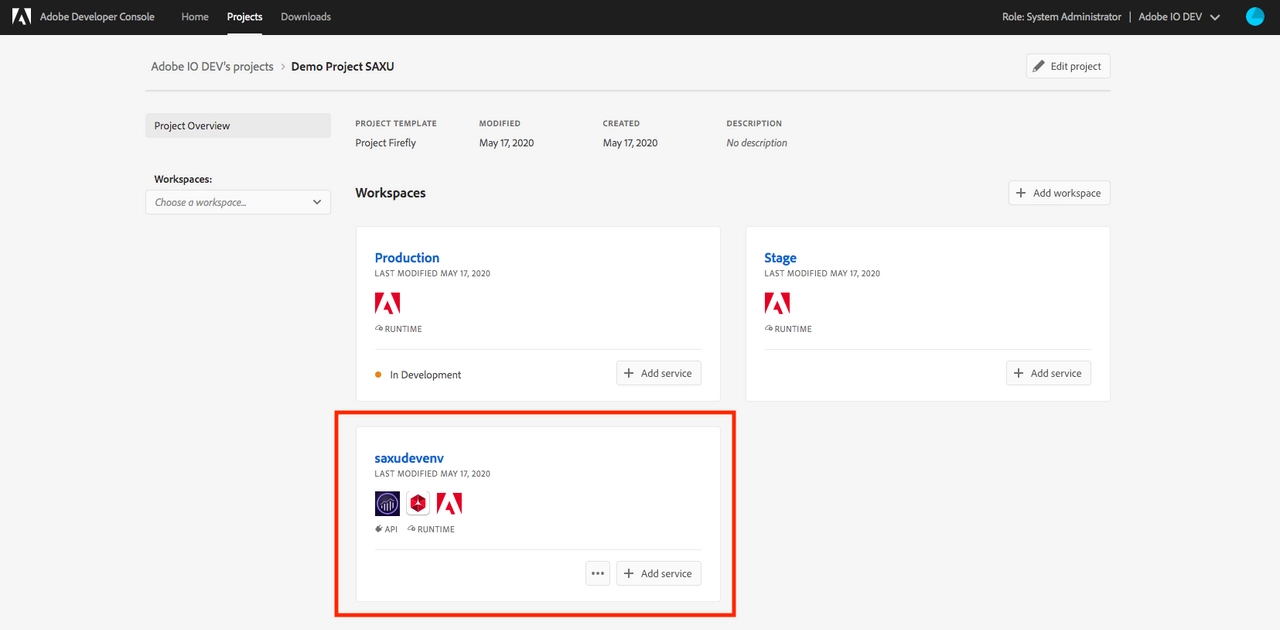 Adobe Developer Console Home Projects Downloads Role: System Administrator | Adobe IO DEV
Adobe IO DEV's projects > Demo Project SAXU Edit project
Project Overview
PROJECT TEMPLATE MODIFIED CREATED DESCRIPTION
Project Firefly May 17, 2020 May 17, 2020 No description
Workspaces:
Choose a workspace...
Workspaces + Add workspace
Production
LAST MODIFIED MAY 17, 2020
RUNTIME
In Development + Add service
Stage
LAST MODIFIED MAY 17, 2020
RUNTIME
+ Add service
saxudevenv
LAST MODIFIED MAY 17, 2020
API RUNTIME
... + Add service